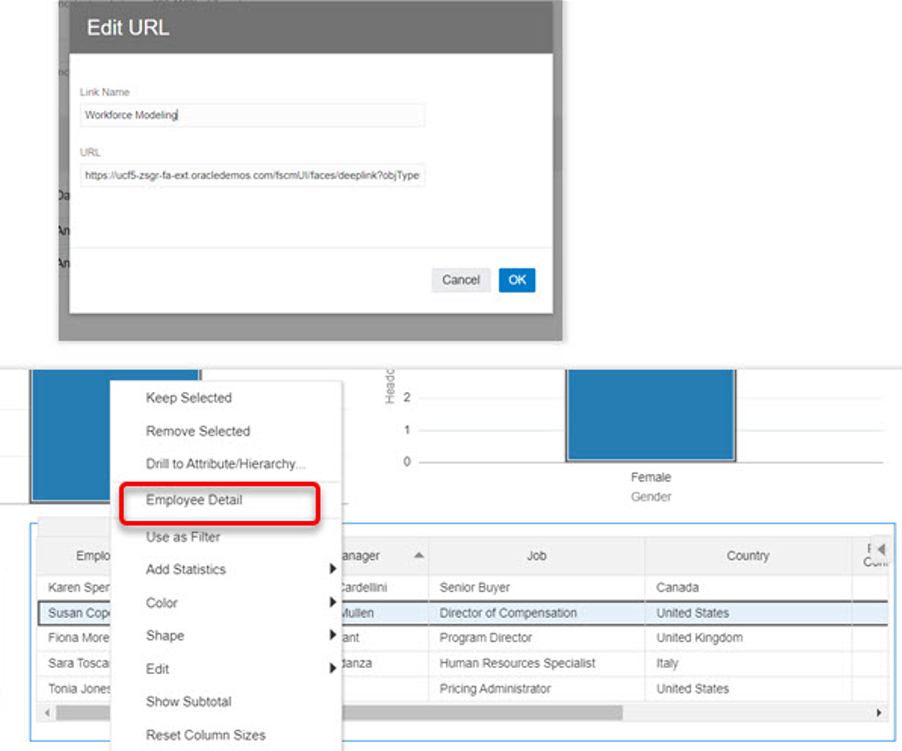 Edit URL
Link Name
Workforce Modeling
URL
https://ucf5-zsgr-fa-ext.oracledemos.com/fscmUI/faces/deeplink?objType
Da
An
An
Cancel OK
Keep Selected
Remove Selected
Drill to Attribute/Hierarchy...
Employee Detail
Use as Filter
Add Statistics
Color
Shape
Edit
Show Subtotal
Reset Column Sizes
Headc
2
1
0
Female
Gender
Emplo anager Job Country
Karen Sper Cardellini Senior Buyer Canada
Susan Cop Mullen Director of Compensation United States
Fiona More ant Program Director United Kingdom
Sara Tosca danza Human Resources Specialist Italy
Tonia Jones Pricing Administrator United States